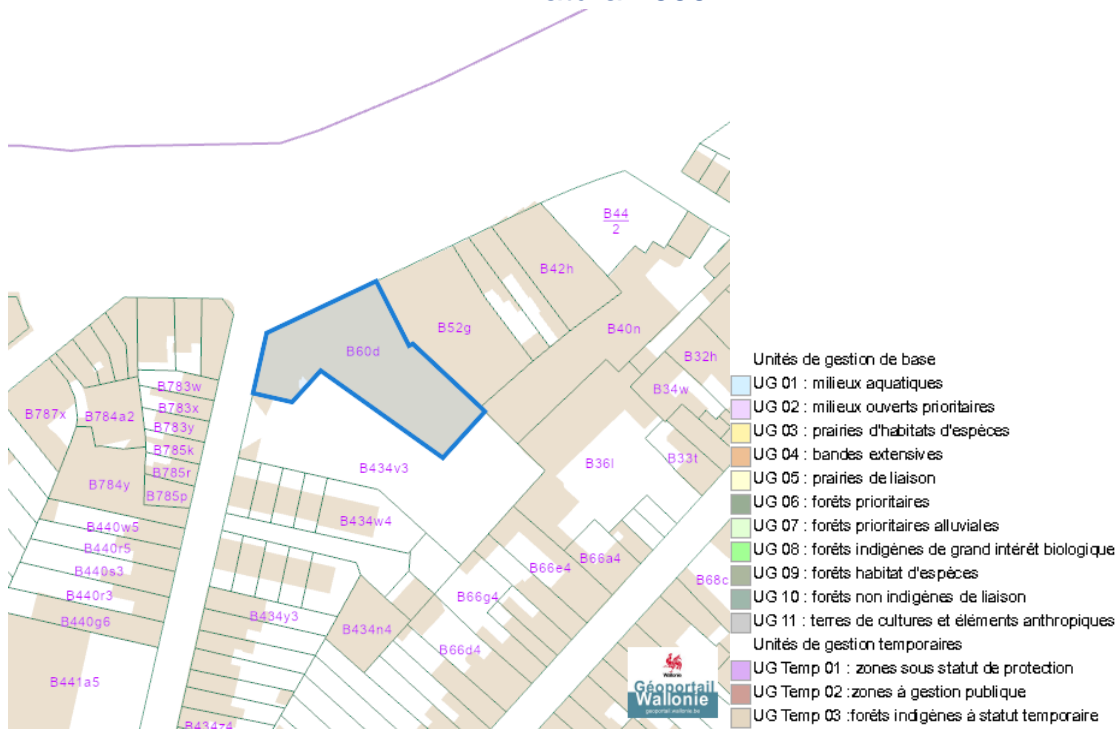 B44
2
B42h
B52g
B40n
B60d
B32h
B34w
B783w
B783x
B787x
B784a2
B783y
B785k
B785r
B784y
B785p
B434v3
B36l
B33t
B440w5
B434w4
B440r5
B440s3
B440r3
B440g6
B66a4
B66e4
B68c
B66g4
B434y3
B434n4
B66d4
B441a5
B434z4
Wallonie
Géoportail
Wallonie
geoportail.wallonie.be
Unités de gestion de base
UG 01 : milieux aquatiques
UG 02 : milieux ouverts prioritaires
UG 03 : prairies d'habitats d'espèces
UG 04 : bandes extensives
UG 05 : prairies de liaison
UG 06 : forêts prioritaires
UG 07 : forêts prioritaires alluviales
UG 08 : forêts indigènes de grand intérêt biologique
UG 09 : forêts habitat d'espèces
UG 10 : forêts non indigènes de liaison
UG 11 : terres de cultures et éléments anthropiques
Unités de gestion temporaires
UG Temp 01 : zones sous statut de protection
UG Temp 02 :zones à gestion publique
UG Temp 03 :forêts indigènes à statut temporaire